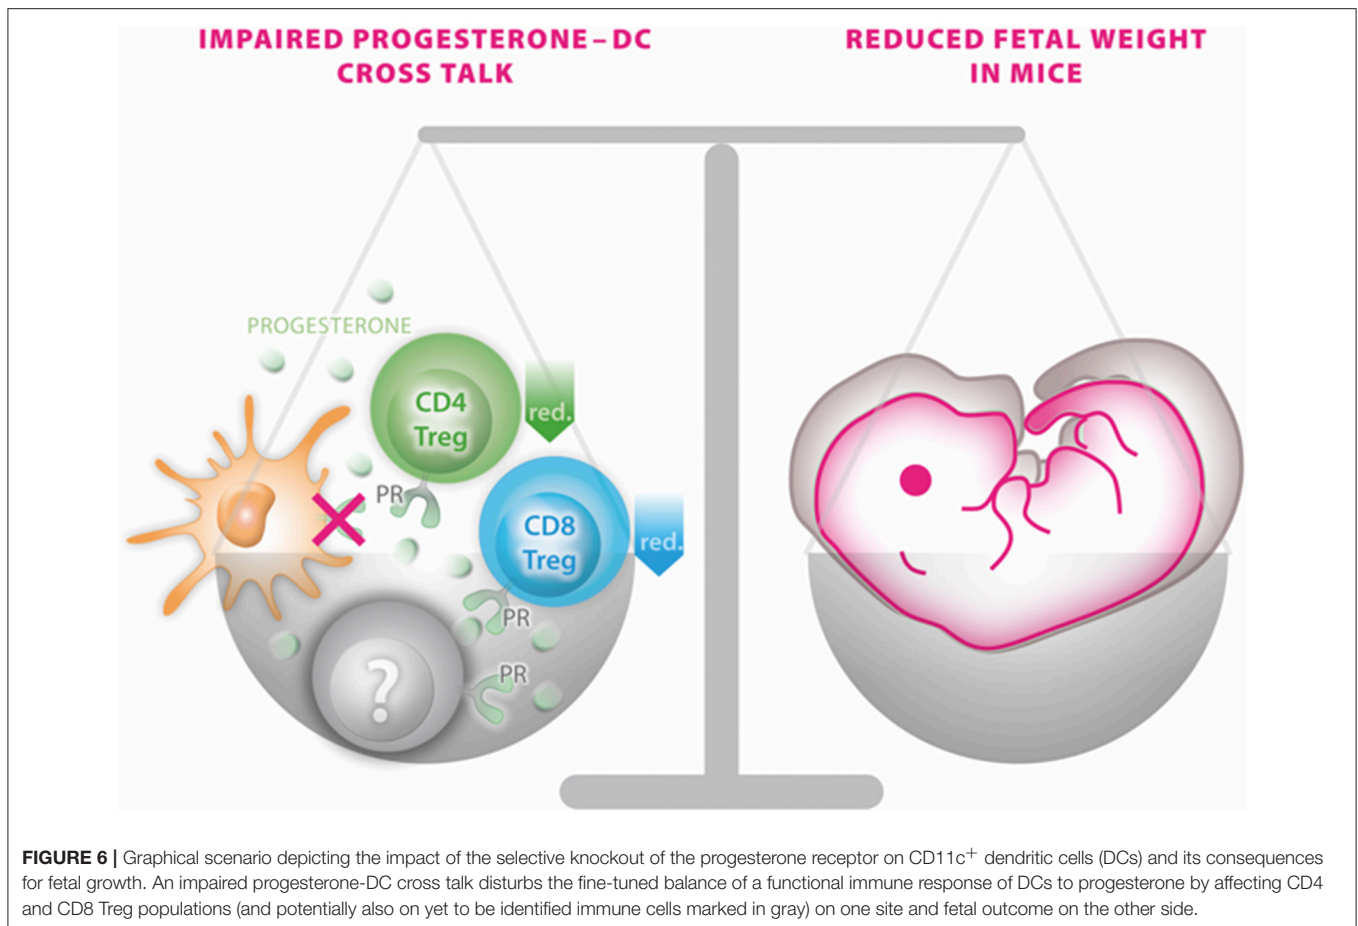 IMPAIRED PROGESTERONE–DC
CROSS TALK
REDUCED FETAL WEIGHT
IN MICE
PROGESTERONE
CD4
Treg
red.
PR
CD8
Treg
red.
PR
?
PR
FIGURE 6 | Graphical scenario depicting the impact of the selective knockout of the progesterone receptor on CD11c+ dendritic cells (DCs) and its consequences
for fetal growth. An impaired progesterone-DC cross talk disturbs the fine-tuned balance of a functional immune response of DCs to progesterone by affecting CD4
and CD8 Treg populations (and potentially also on yet to be identified immune cells marked in gray) on one site and fetal outcome on the other side.